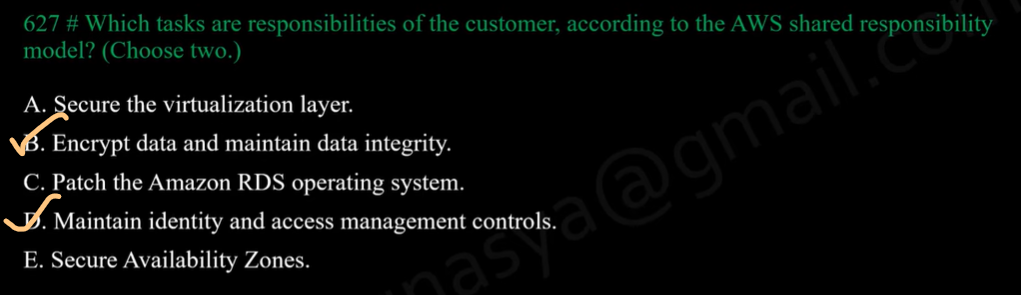 627 # Which tasks are responsibilities of the customer, according to the AWS shared responsibility
model? (Choose two.)
A. Secure the virtualization layer.
B. Encrypt data and maintain data integrity.
C. Patch the Amazon RDS operating system.
D. Maintain identity and access management controls.
E. Secure Availability Zones.